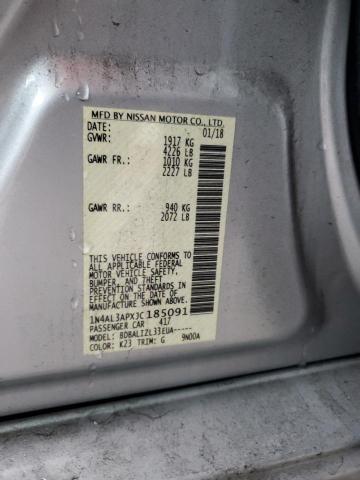 MFD BY NISSAN MOTOR CO., LTD.
DATE: 01/18
GVWR: 1917 KG
4226 LB
GAWR FR: 1010 KG
2227 LB
GAWR RR: 940 KG
2072 LB
THIS VEHICLE CONFORMS TO
ALL APPLICABLE FEDERAL
MOTOR VEHICLE SAFETY,
BUMPER, AND THEFT
PREVENTION STANDARDS IN
EFFECT ON THE DATE OF
MANUFACTURE SHOWN ABOVE.
1N4AL3APXJC185091
PASSENGER CAR 417
MODEL: BDBALIZL33EUA-----
COLOR: K23 TRIM: G 9N00A